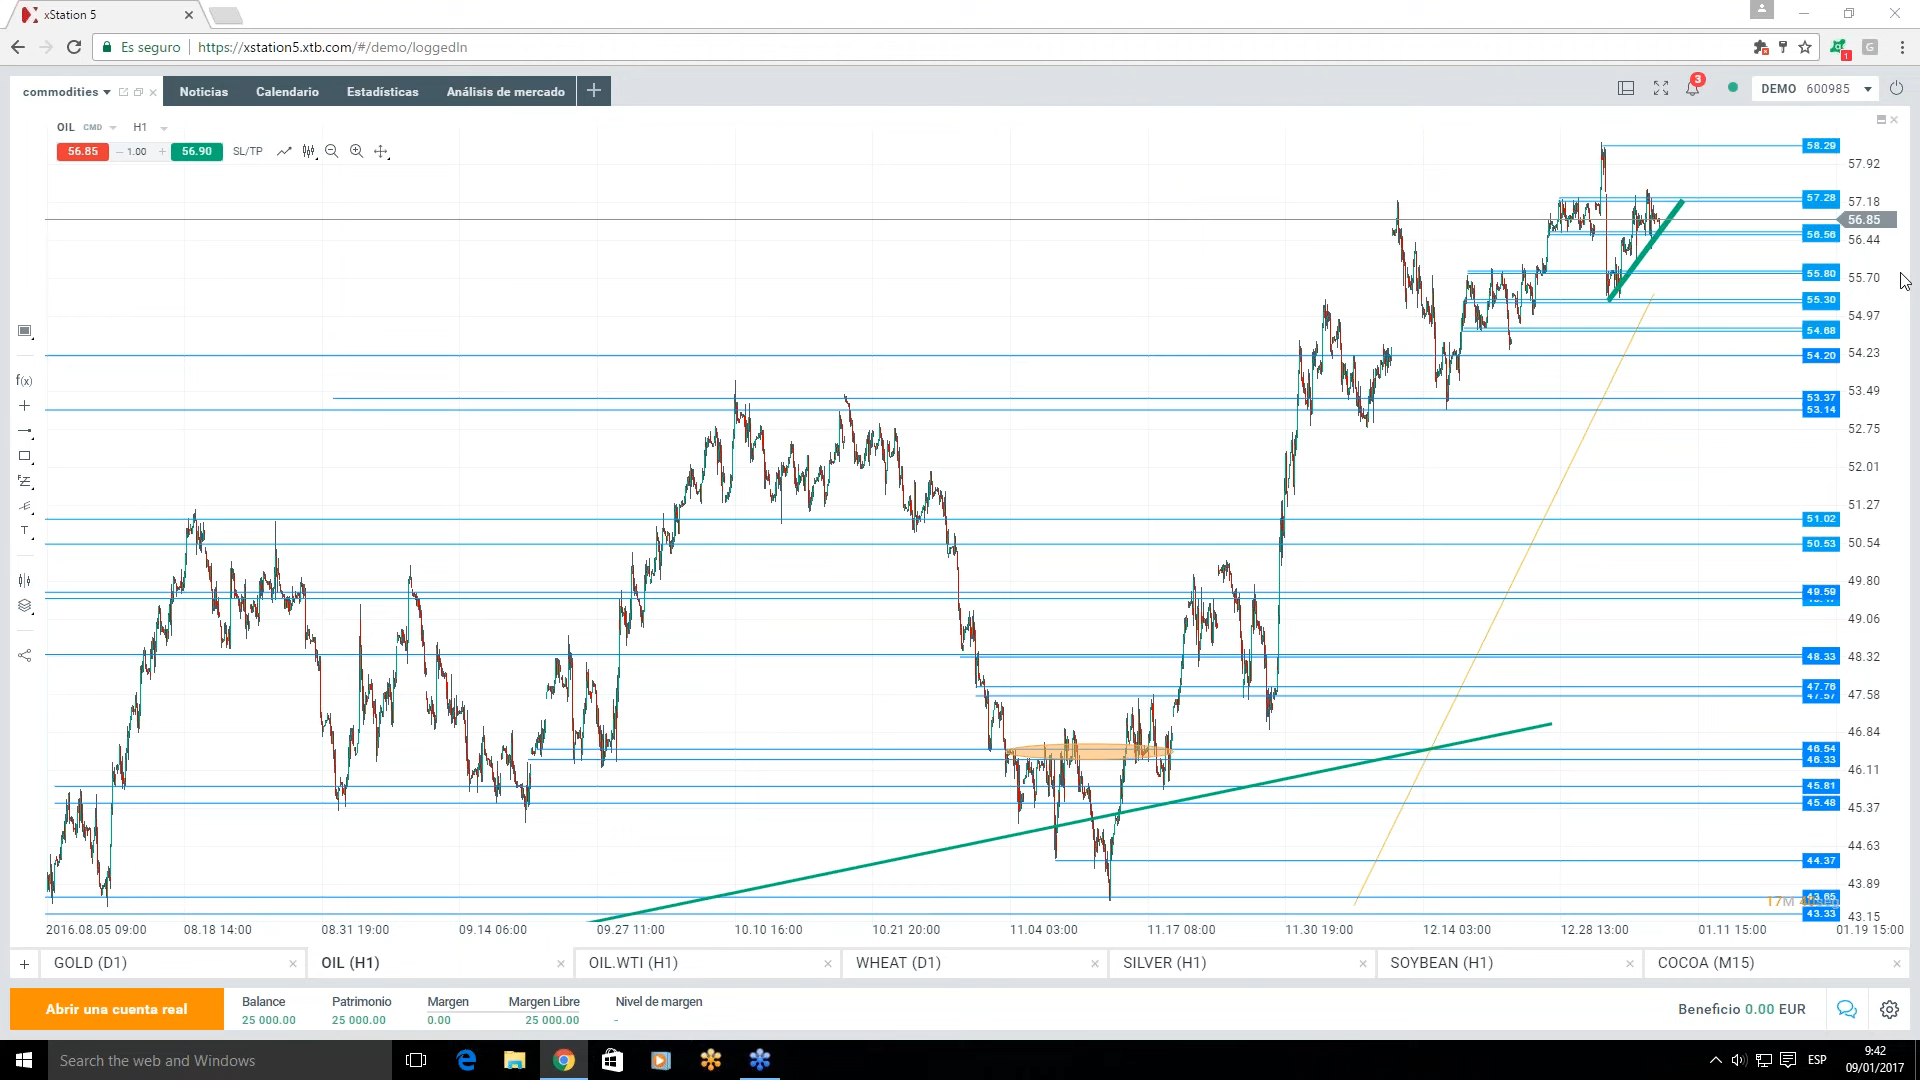 xStation 5
Es seguro
https://xstation5.xtb.com/#/demo/loggedIn
1
G
commodities
Noticias
Calendario
Estadísticas
Análisis de mercado
3
DEMO 600985
OIL CMD H1
56.85
1.00
56.90
SL/TP
58.29
57.92
57.28
57.18
56.85
56.44
55.80
55.70
55.30
54.97
54.68
54.20
54.23
53.49
53.37
53.14
52.75
52.01
51.27
51.02
50.53
50.54
49.80
49.59
49.06
48.33
48.32
47.76
47.57
47.58
46.84
46.54
46.33
46.11
45.81
45.48
45.37
44.63
44.37
43.89
43.65
17M
43.33
43.15
f(x)
T
2016.08.05 09:00
08.18 14:00
08.31 19:00
09.14 06:00
09.27 11:00
10.10 16:00
10.21 20:00
11.04 03:00
11.17 08:00
11.30 19:00
12.14 03:00
12.28 13:00
01.11 15:00
01.19 15:00
GOLD (D1)
OIL (H1)
OIL.WTI (H1)
WHEAT (D1)
SILVER (H1)
SOYBEAN (H1)
COCOA (M15)
Abrir una cuenta real
Balance
25 000.00
Patrimonio
25 000.00
Margen
0.00
Margen Libre
25 000.00
Nivel de margen
-
Beneficio 0.00 EUR
Search the web and Windows
ESP
9:42
09/01/2017